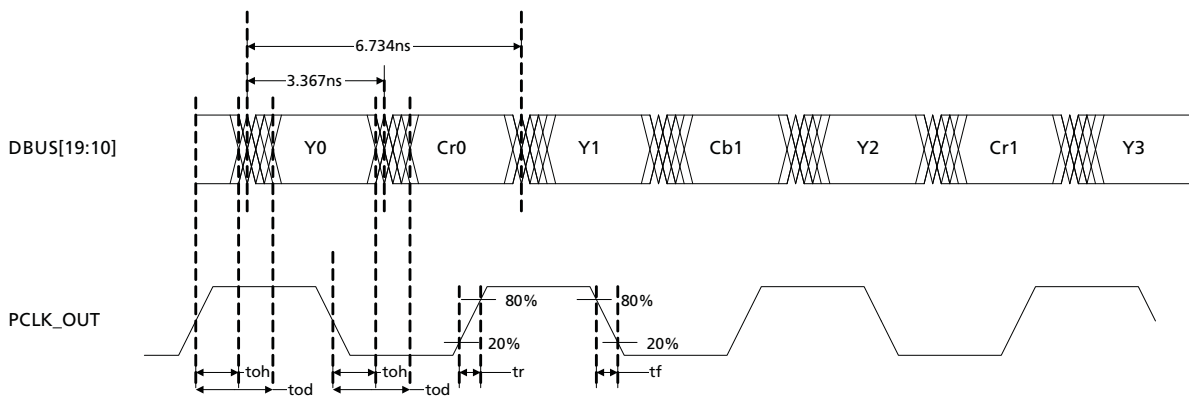 6.734ns
3.367ns
DBUS[19:10]
Y0
Cr0
Y1
Cb1
Y2
Cr1
Y3
PCLK_OUT
80%
80%
20%
20%
toh
toh
tr
tf
tod
tod